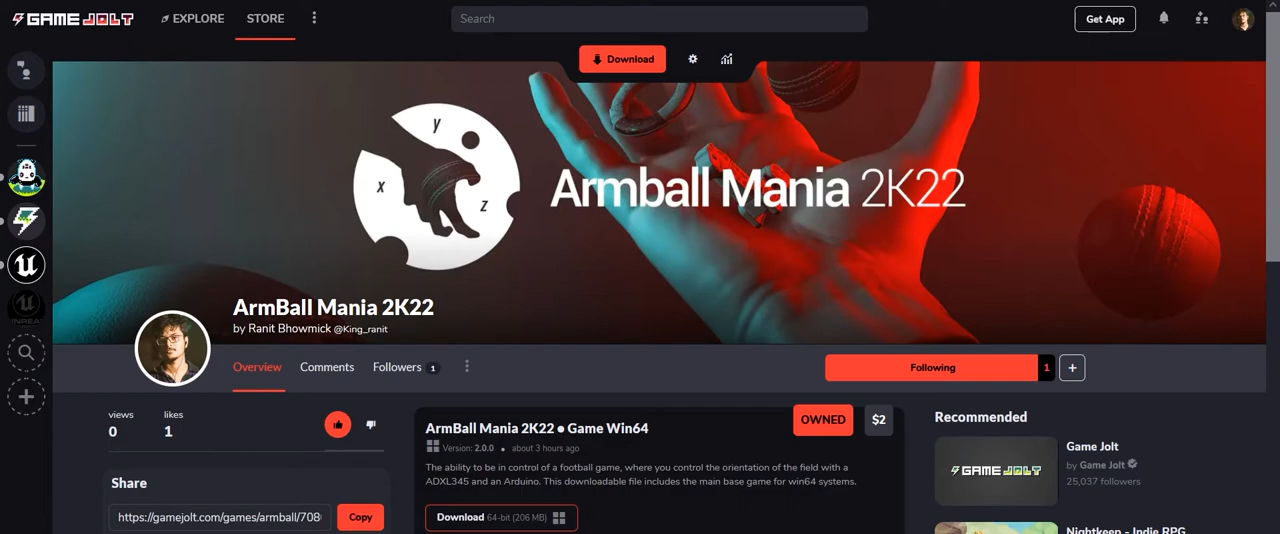 GAME JOLT
EXPLORE
STORE
Search
Get App
Download
y
x
z
Armball Mania 2K22
ArmBall Mania 2K22
by Ranit Bhowmick @King_ranit
Overview
Comments
Followers 1
Following 1
views
0
likes
1
Share
https://gamejolt.com/games/armball/708
Copy
ArmBall Mania 2K22 • Game Win64
OWNED
$2
Version: 2.0.0 • about 3 hours ago
The ability to be in control of a football game, where you control the orientation of the field with a
ADXL345 and an Arduino. This downloadable file includes the main base game for win64 systems.
Download 64-bit (206 MB)
Recommended
GAME JOLT
Game Jolt
by Game Jolt
25,037 followers
Nightkeep - Indie RPG